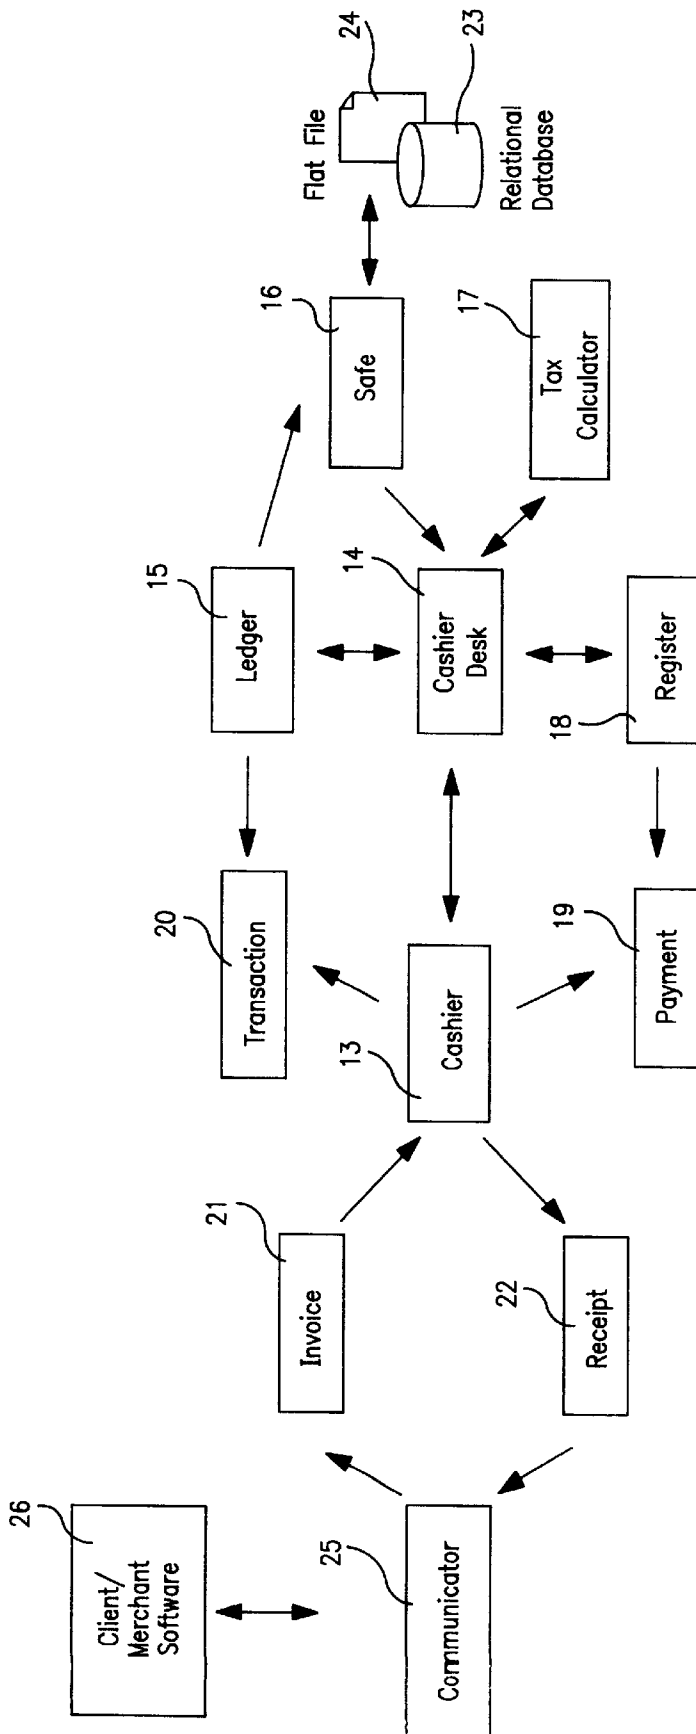 26
Client/
Merchant
Software
25
Communicator
21
Invoice
22
Receipt
20
Transaction
13
Cashier
19
Payment
15
Ledger
14
Cashier
Desk
18
Register
16
Safe
17
Tax
Calculator
Flat File
24
23
Relational
Database